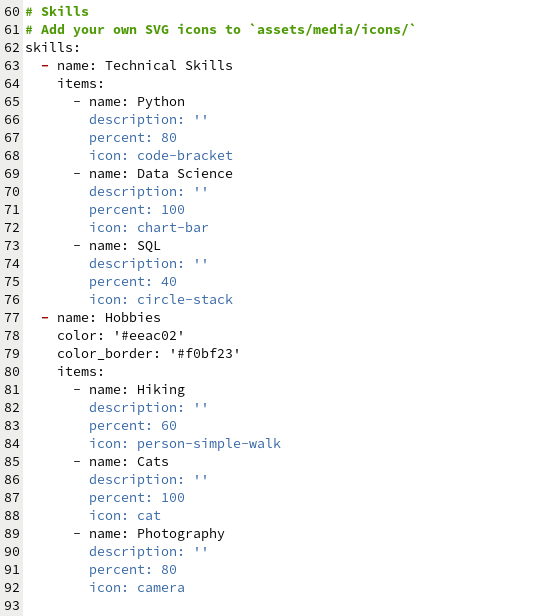 60 # Skills
61 # Add your own SVG icons to `assets/media/icons/`
62 skills:
63   - name: Technical Skills
64     items:
65       - name: Python
66         description: ''
67         percent: 80
68         icon: code-bracket
69       - name: Data Science
70         description: ''
71         percent: 100
72         icon: chart-bar
73       - name: SQL
74         description: ''
75         percent: 40
76         icon: circle-stack
77   - name: Hobbies
78     color: '#eeac02'
79     color_border: '#f0bf23'
80     items:
81       - name: Hiking
82         description: ''
83         percent: 60
84         icon: person-simple-walk
85       - name: Cats
86         description: ''
87         percent: 100
88         icon: cat
89       - name: Photography
90         description: ''
91         percent: 80
92         icon: camera
93